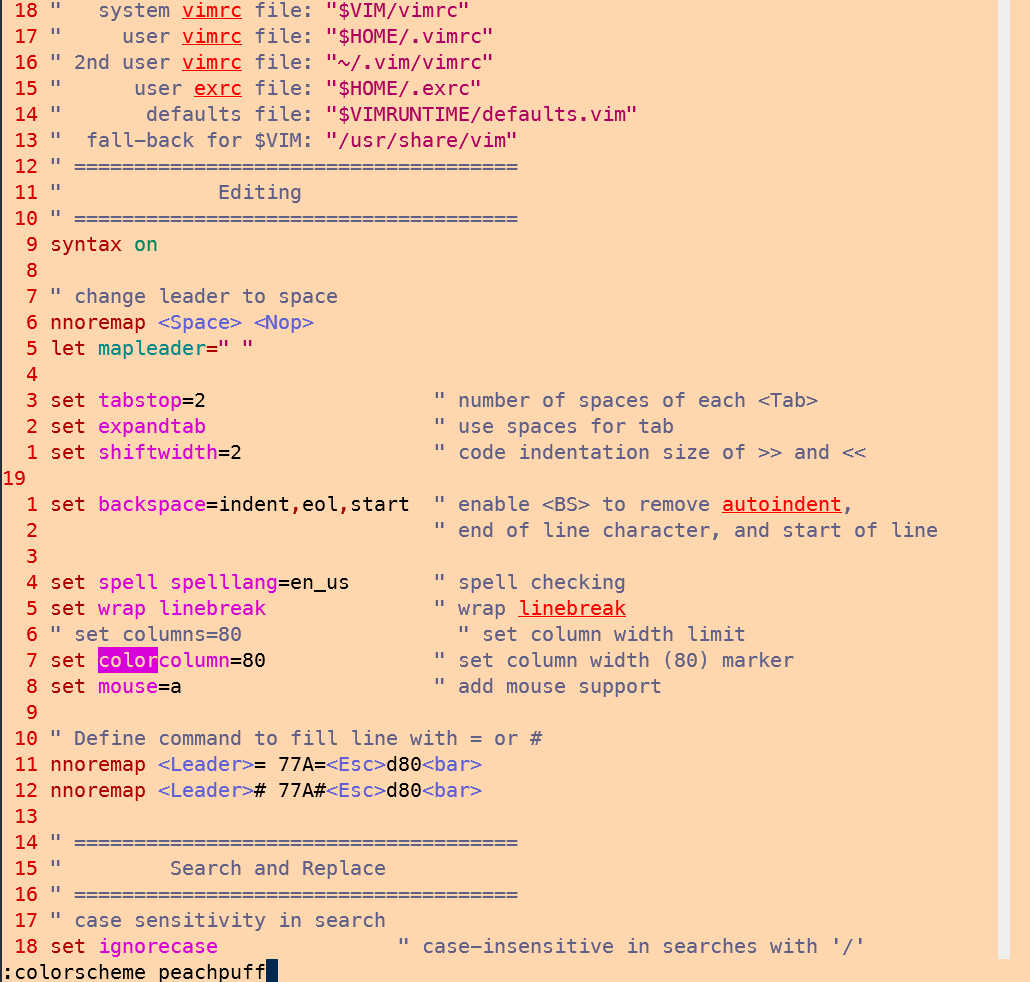 18 "   system vimrc file: "$VIM/vimrc"
17 "     user vimrc file: "$HOME/.vimrc"
16 " 2nd user vimrc file: "~/.vim/vimrc"
15 "      user exrc file: "$HOME/.exrc"
14 "       defaults file: "$VIMRUNTIME/defaults.vim"
13 "  fall-back for $VIM: "/usr/share/vim"
12 " =====================================
11 "             Editing
10 " =====================================
 9 syntax on
 8
 7 " change leader to space
 6 nnoremap <Space> <Nop>
 5 let mapleader=" "
 4
 3 set tabstop=2                   " number of spaces of each <Tab>
 2 set expandtab                   " use spaces for tab
 1 set shiftwidth=2                " code indentation size of >> and <<
19
 1 set backspace=indent,eol,start  " enable <BS> to remove autoindent,
 2                                 " end of line character, and start of line
 3
 4 set spell spelllang=en_us       " spell checking
 5 set wrap linebreak              " wrap linebreak
 6 " set columns=80                  " set column width limit
 7 set colorcolumn=80              " set column width (80) marker
 8 set mouse=a                     " add mouse support
 9
10 " Define command to fill line with = or #
11 nnoremap <Leader>= 77A=<Esc>d80<bar>
12 nnoremap <Leader># 77A#<Esc>d80<bar>
13
14 " =====================================
15 "         Search and Replace
16 " =====================================
17 " case sensitivity in search
18 set ignorecase               " case-insensitive in searches with '/'
:colorscheme peachpuff